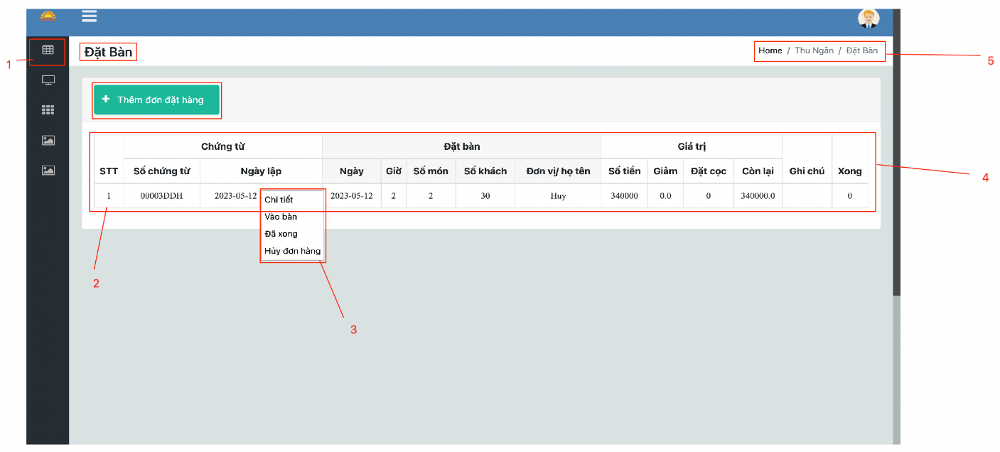 1
Đặt Bàn
Home / Thu Ngân / Đặt Bàn
5
+ Thêm đơn đặt hàng
Chứng từ Đặt bàn Giá trị
STT Số chứng từ Ngày lập Ngày Giờ Số món Số khách Đơn vị/ họ tên Số tiền Giảm Đặt cọc Còn lại Ghi chú Xong
4
1 00003DDH 2023-05-12 2023-05-12 2 2 30 Huy 340000 0.0 0 340000.0 0
Chi tiết
Vào bàn
Đã xong
Hủy đơn hàng
2
3